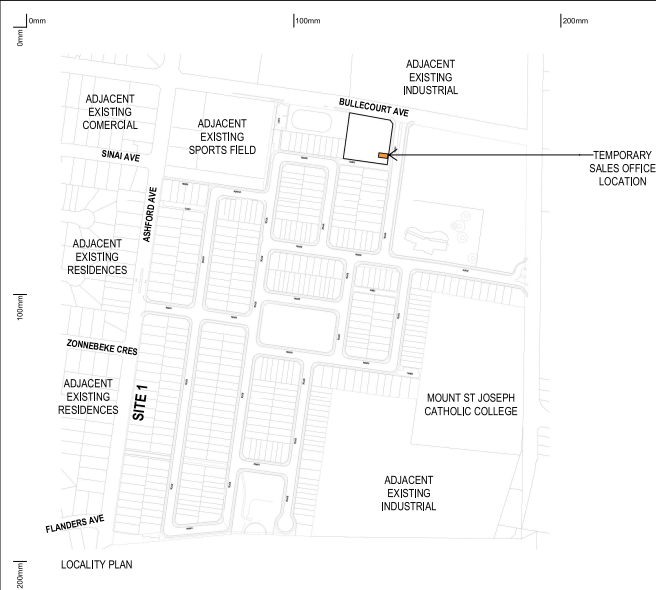 0mm
100mm
200mm
0mm
ADJACENT
EXISTING
INDUSTRIAL
BULLECOURT AVE
ADJACENT
EXISTING
COMERCIAL
ADJACENT
EXISTING
SPORTS FIELD
SINAI AVE
TEMPORARY
SALES OFFICE
LOCATION
ASHFORD AVE
ADJACENT
EXISTING
RESIDENCES
100mm
ZONNEBEKE CRES
ADJACENT
EXISTING
RESIDENCES
SITE 1
MOUNT ST JOSEPH
CATHOLIC COLLEGE
ADJACENT
EXISTING
INDUSTRIAL
FLANDERS AVE
LOCALITY PLAN
200mm